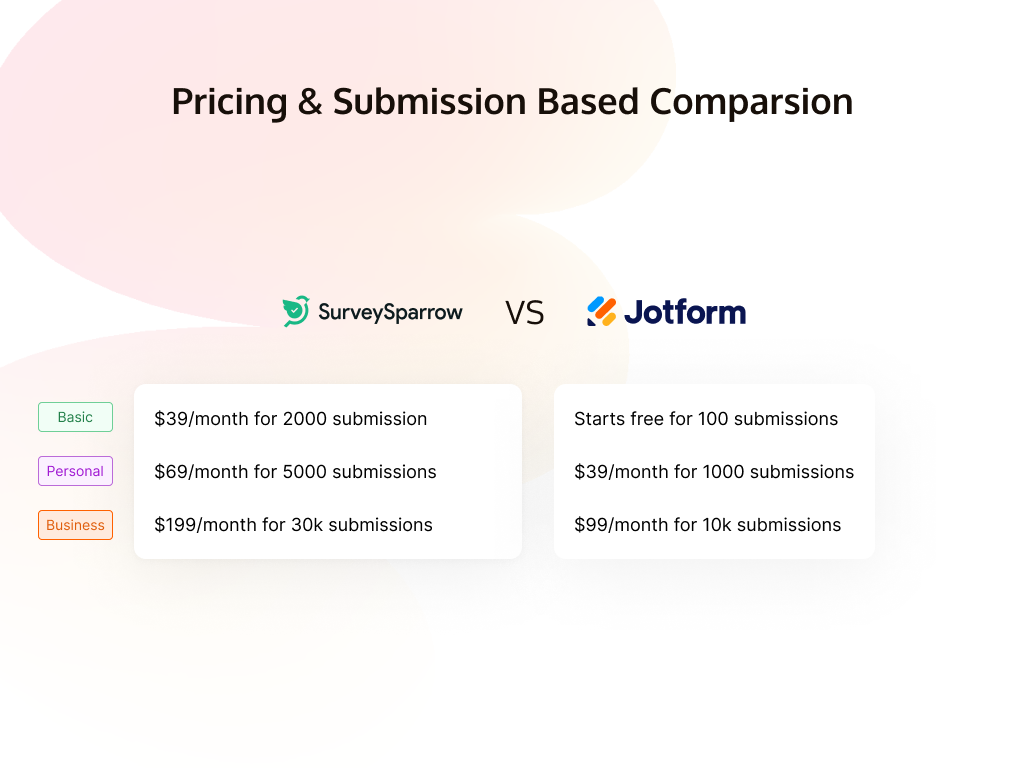 Pricing & Submission Based Comparsion
SurveySparrow VS Jotform
Basic $39/month for 2000 submission Starts free for 100 submissions
Personal $69/month for 5000 submissions $39/month for 1000 submissions
Business $199/month for 30k submissions $99/month for 10k submissions